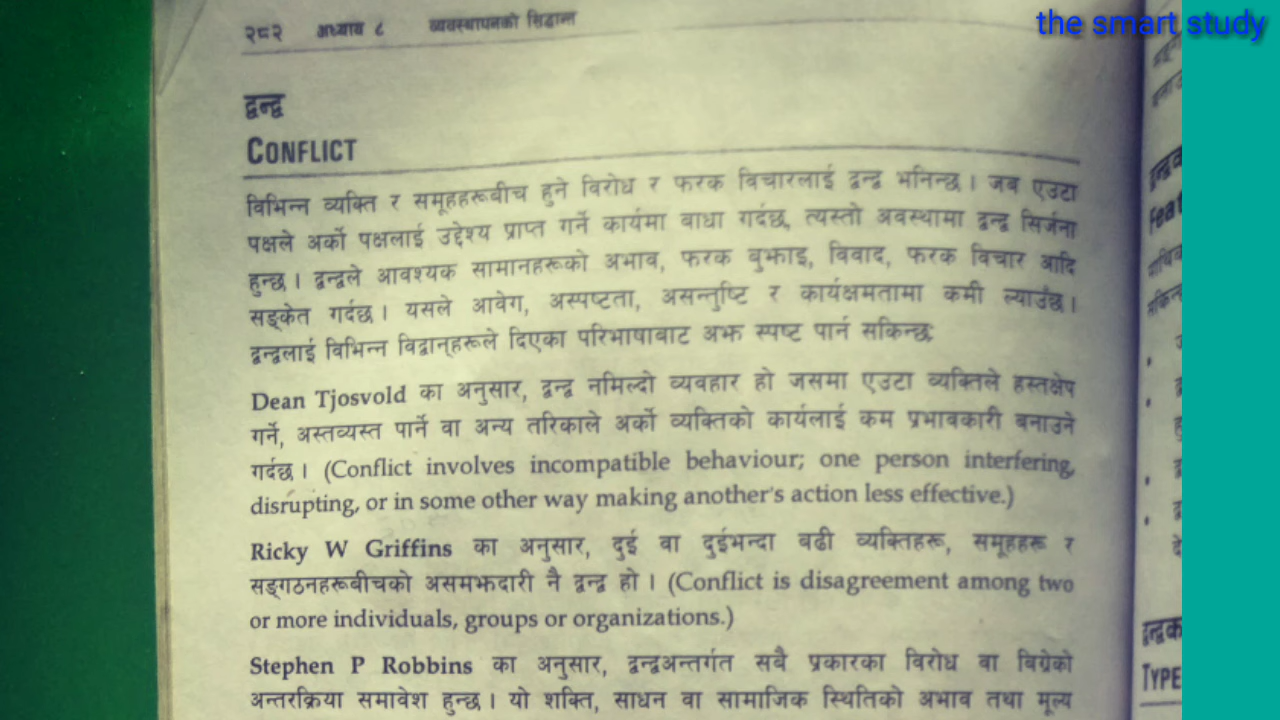 the smart study
२८२ अध्याय ८ व्यवस्थापनको सिद्धान्त
द्वन्द्व
CONFLICT
विभिन्न व्यक्ति र समूहहरूबीच हुने विरोध र फरक विचारलाई द्वन्द्व भनिन्छ । जब एउटा
पक्षले अर्को पक्षलाई उद्देश्य प्राप्त गर्ने कार्यमा बाधा गर्दछ, त्यस्तो अवस्थामा द्वन्द्व सिर्जना
हुन्छ । द्वन्द्वले आवश्यक सामानहरूको अभाव, फरक बुझाइ, विवाद, फरक विचार आदि
सङ्केत गर्दछ । यसले आवेग, अस्पष्टता, असन्तुष्टि र कार्यक्षमतामा कमी ल्याउँछ ।
द्वन्द्वलाई विभिन्न विद्वान्हरूले दिएका परिभाषाबाट अझ स्पष्ट पार्न सकिन्छ
Dean Tjosvold का अनुसार, द्वन्द्व नमिल्दो व्यवहार हो जसमा एउटा व्यक्तिले हस्तक्षेप
गर्ने, अस्तव्यस्त पार्ने वा अन्य तरिकाले अर्को व्यक्तिको कार्यलाई कम प्रभावकारी बनाउने
गर्दछ । (Conflict involves incompatible behaviour; one person interfering,
disrupting, or in some other way making another's action less effective.)
Ricky W Griffins का अनुसार, दुई वा दुईभन्दा बढी व्यक्तिहरू, समूहहरू र
सङ्गठनहरूबीचको असमझदारी नै द्वन्द्व हो । (Conflict is disagreement among two
or more individuals, groups or organizations.)
Stephen P Robbins का अनुसार, द्वन्द्वअन्तर्गत सबै प्रकारका विरोध वा बिग्रेको
अन्तरक्रिया समावेश हुन्छ । यो शक्ति, साधन वा सामाजिक स्थितिको अभाव तथा मूल्य